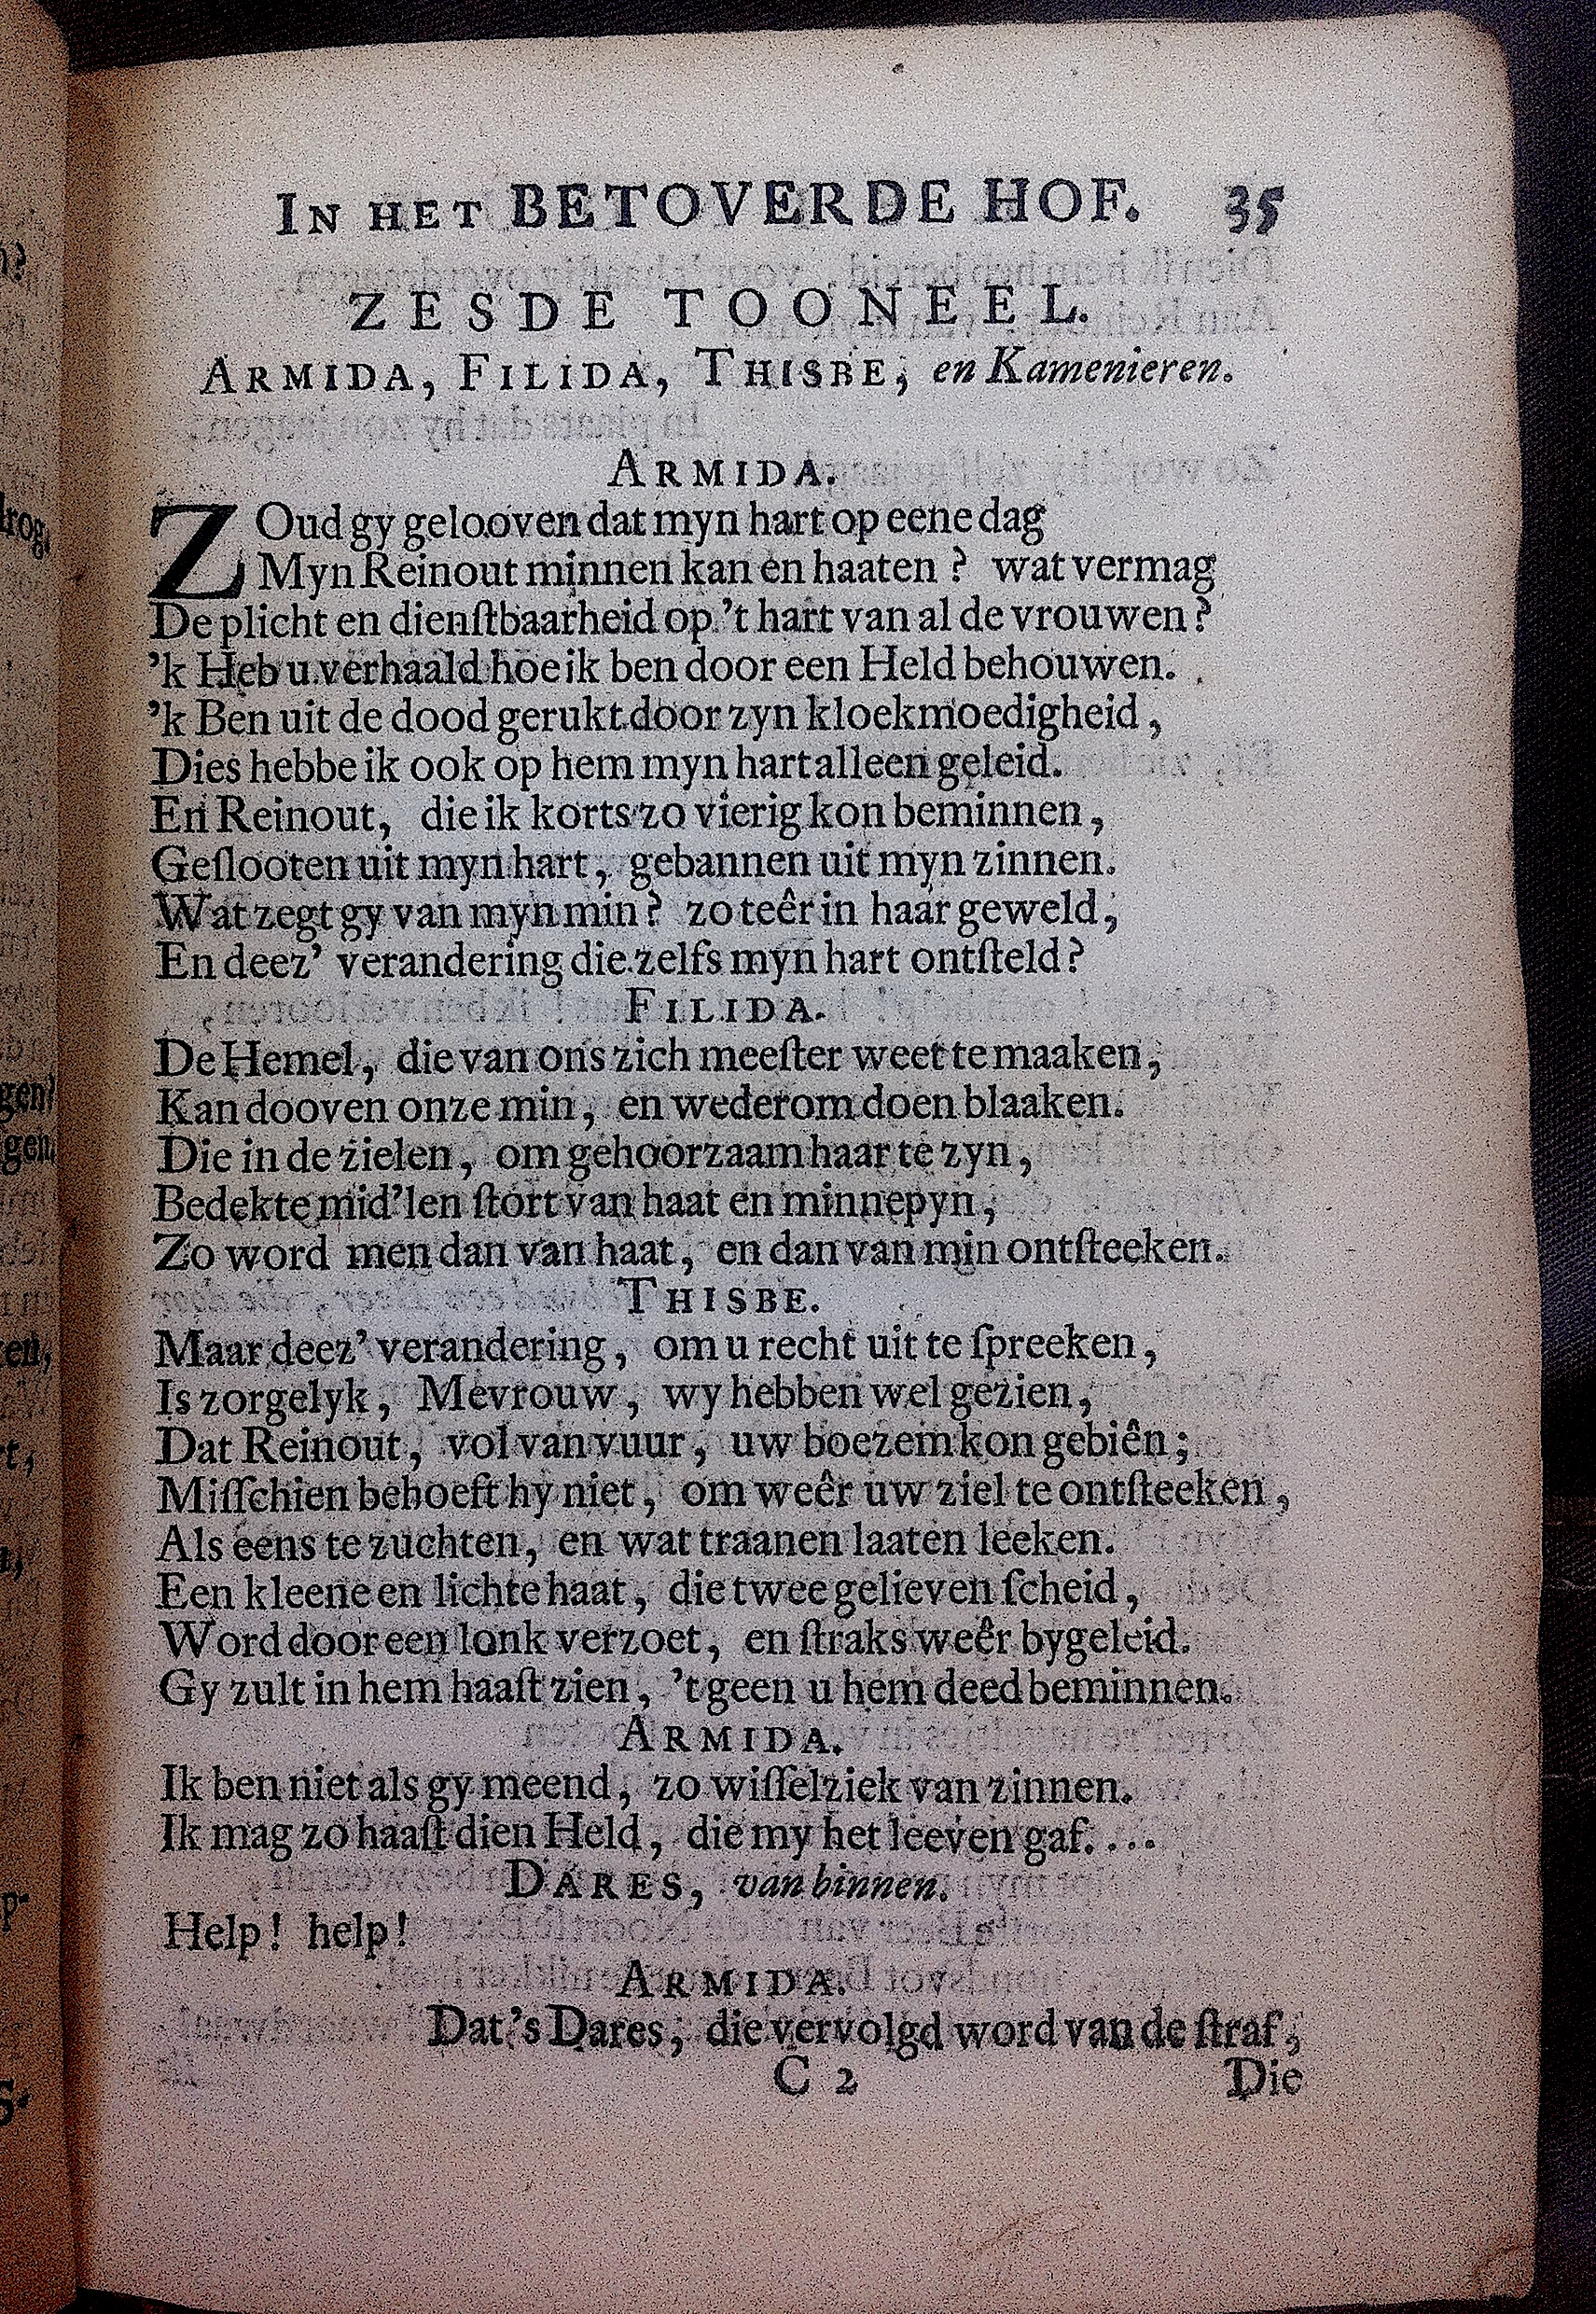 In het BETOVERDE HOF. 35
ZESDE TOONEEL.
Armida, Filida, Thisbe, en Kamenieren.
Armida.
ZOud gy gelooven dat myn hart op eene dag
Myn Reinout minnen kan en haaten? wat vermag
De plicht en dienſtbaarheid op 't hart van al de vrouwen?
'k Heb u verhaald hoe ik ben door een Held behouwen.
'k Ben uit de dood gerukt door zyn kloekmoedigheid,
Dies hebbe ik ook op hem myn hart alleen geleid.
En Reinout, die ik korts zo vierig kon beminnen,
Geſlooten uit myn hart, gebannen uit myn zinnen.
Wat zegt gy van myn min? zo teêr in haar geweld,
En deez' verandering die zelfs myn hart ontſteld?
Filida.
De Hemel, die van ons zich meeſter weet te maaken,
Kan dooven onze min, en wederom doen blaaken.
Die in de zielen, om gehoorzaam haar te zyn,
Bedekte mid'len ſtort van haat en minnepyn,
Zo word men dan van haat, en dan van min ontſteeken.
Thisbe.
Maar deez' verandering, om u recht uit te ſpreeken,
Is zorgelyk, Mevrouw, wy hebben wel gezien,
Dat Reinout, vol van vuur, uw boezem kon gebiên;
Miſſchien behoeft hy niet, om weêr uw ziel te ontſteeken,
Als eens te zuchten, en wat traanen laaten leeken.
Een kleene en lichte haat, die twee gelieven ſcheid,
Word door een lonk verzoet, en ſtraks weêr bygeleid.
Gy zult in hem haaſt zien, 't geen u hem deed beminnen.
Armida.
Ik ben niet als gy meend, zo wiſſelziek van zinnen.
Ik mag zo haaſt dien Held, die my het leeven gaf....
Dares, van binnen.
Help! help!
Armida.
Dat's Dares, die vervolgd word van de ſtraf,
C 2 Die